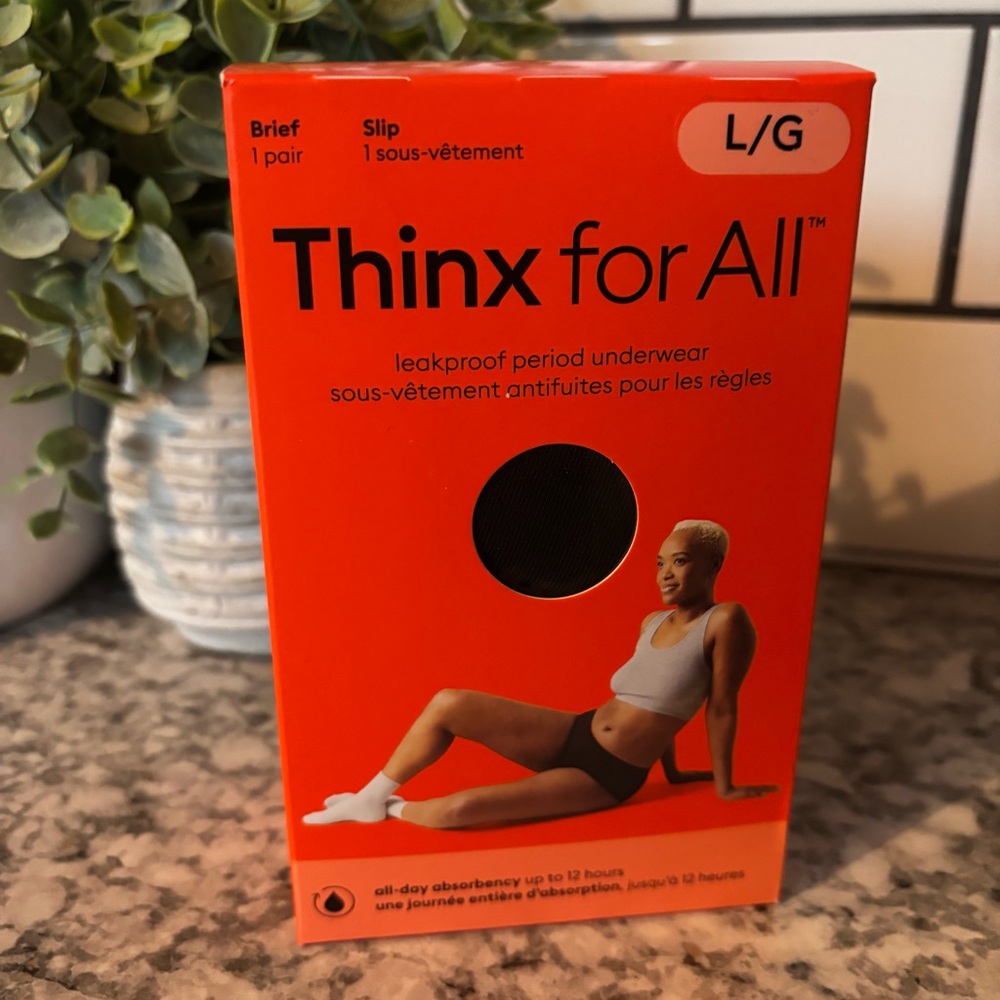 Brief
1 pair
Slip
1 sous-vêtement
L/G
Thinx for All™
leakproof period underwear
sous-vêtement antifuites pour les règles
all-day absorbency up to 12 hours
une journée entière d'absorption, jusqu'à 12 heures